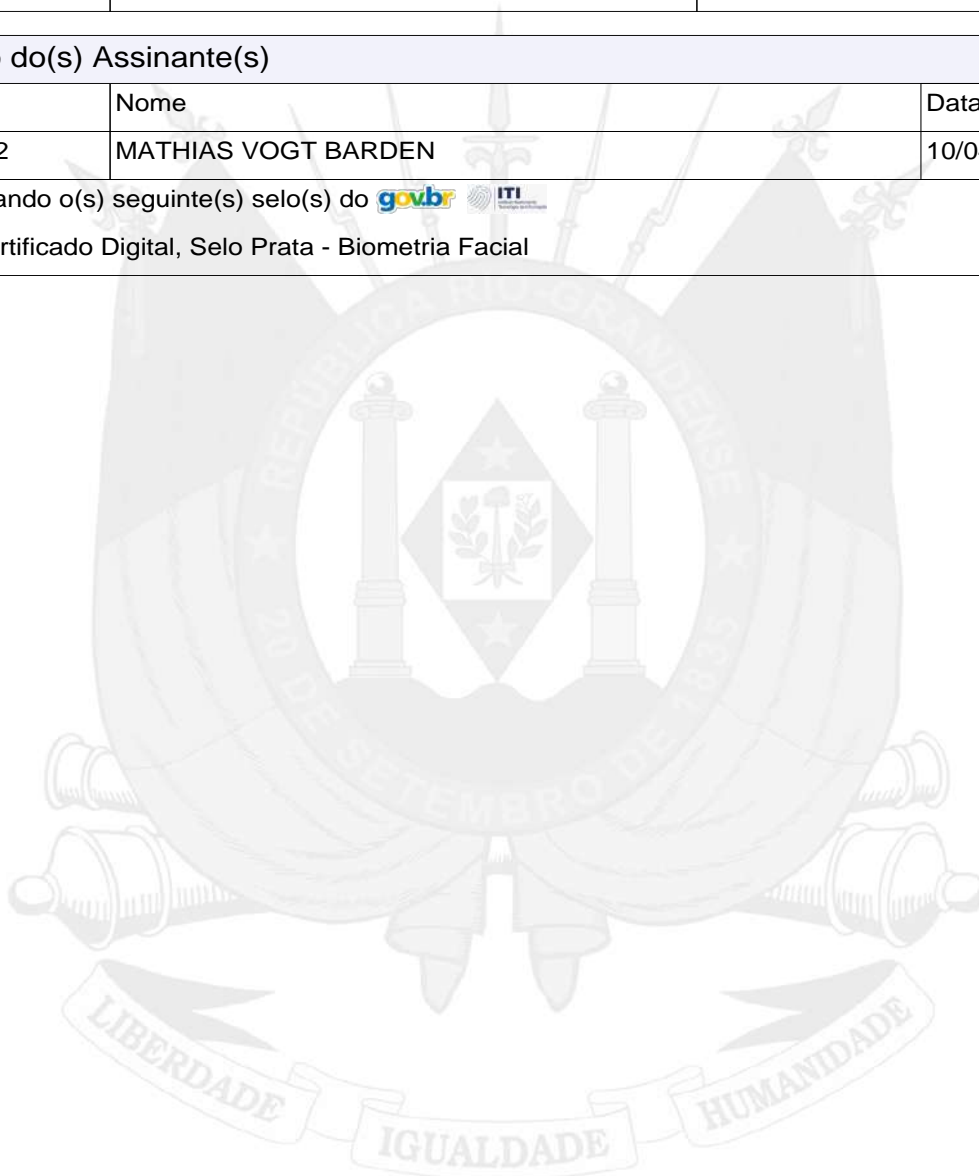 do(s) Assinante(s)
Nome Data
2 MATHIAS VOGT BARDEN 10/0
ando o(s) seguinte(s) selo(s) do gov.br ITI
rtificado Digital, Selo Prata - Biometria Facial
REPÚBLICA RIO-GRANDENSE
20 DE SETEMBRO DE 1835
LIBERDADE IGUALDADE HUMANIDADE